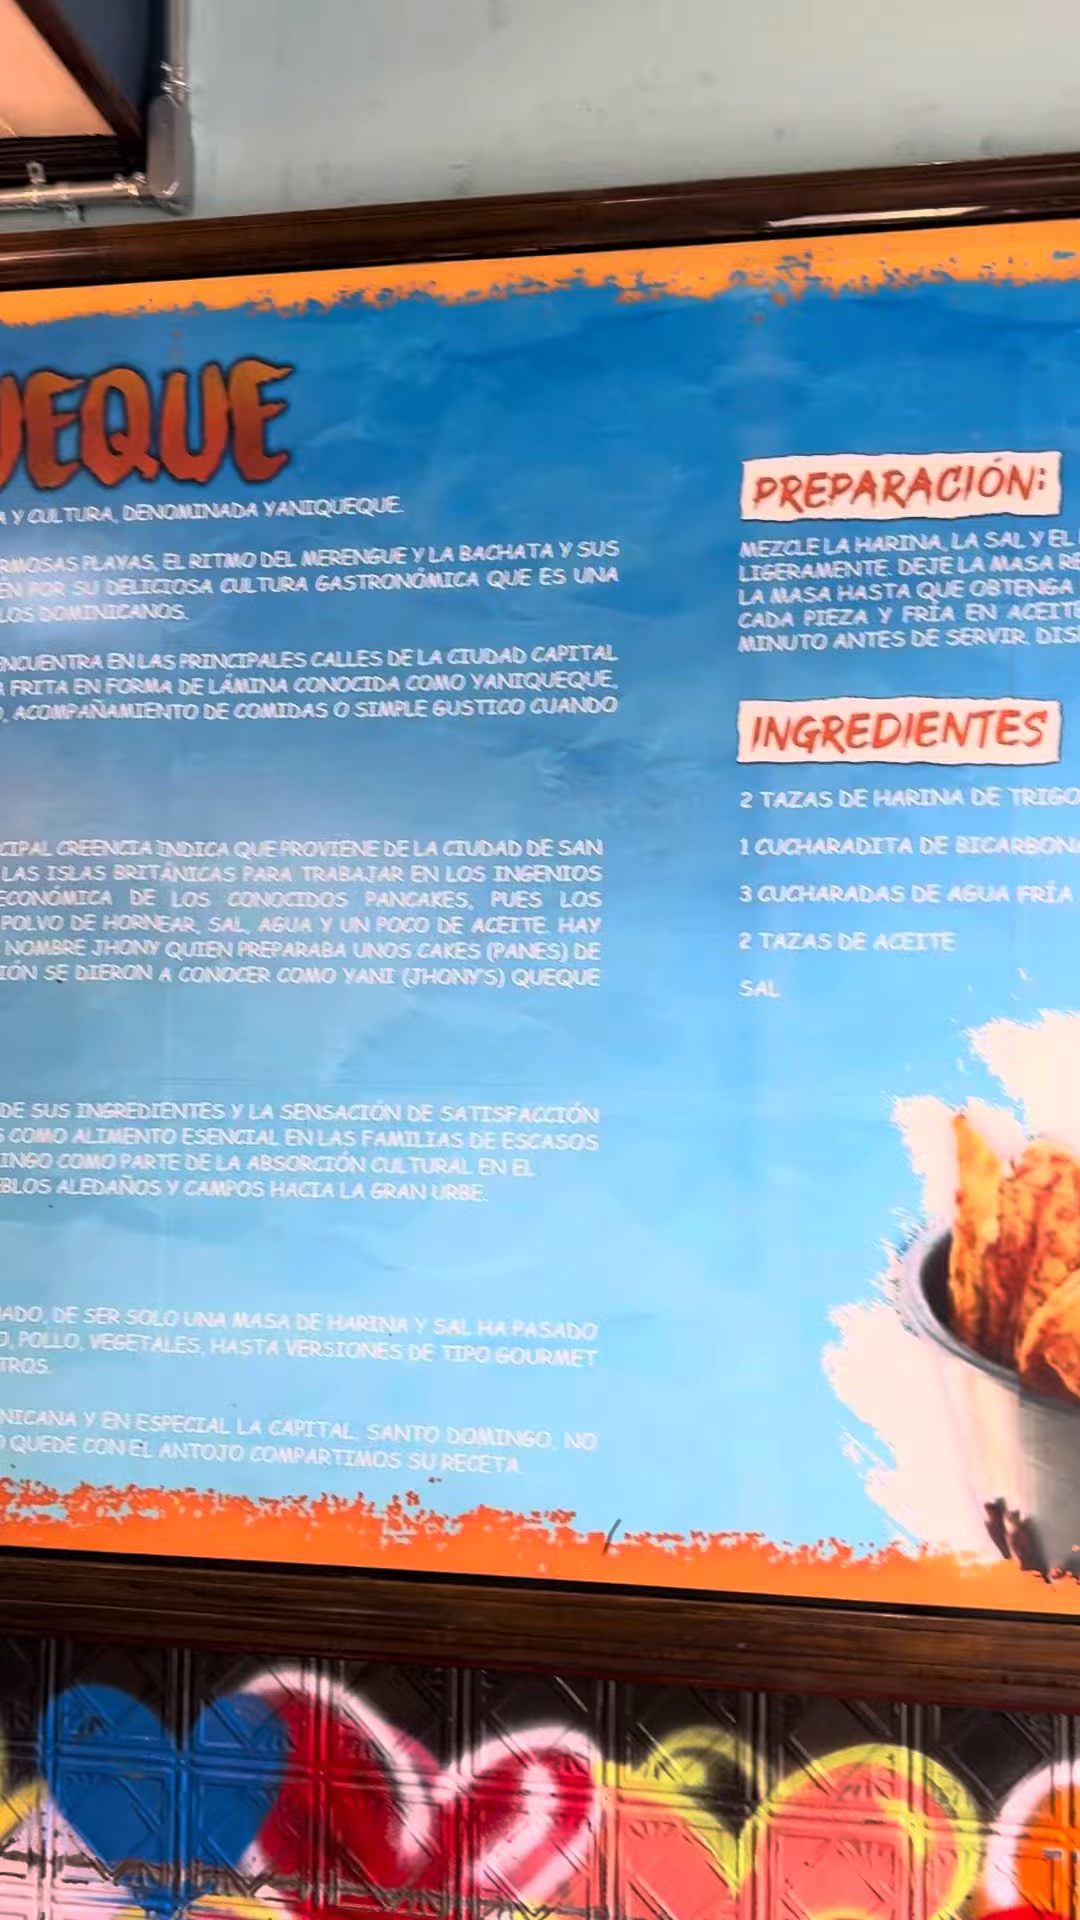 UEQUE
A Y CULTURA, DENOMINADA YANIQUEQUE.
RMOSAS PLAYAS, EL RITMO DEL MERENGUE Y LA BACHATA Y SUS
ÉN POR SU DELICIOSA CULTURA GASTRONÓMICA QUE ES UNA
LOS DOMINICANOS.
NCUENTRA EN LAS PRINCIPALES CALLES DE LA CIUDAD CAPITAL
A FRITA EN FORMA DE LÁMINA CONOCIDA COMO YANIQUEQUE,
O, ACOMPAÑAMIENTO DE COMIDAS O SIMPLE GUSTICO CUANDO
CIPAL CREENCIA INDICA QUE PROVIENE DE LA CIUDAD DE SAN
LAS ISLAS BRITÁNICAS PARA TRABAJAR EN LOS INGENIOS
ECONÓMICA DE LOS CONOCIDOS PANCAKES, PUES LOS
POLVO DE HORNEAR, SAL, AGUA Y UN POCO DE ACEITE. HAY
NOMBRE JHONY QUIEN PREPARABA UNOS CAKES (PANES) DE
IÓN SE DIERON A CONOCER COMO YANI (JHONY'S) QUEQUE
DE SUS INGREDIENTES Y LA SENSACIÓN DE SATISFACCIÓN
S COMO ALIMENTO ESENCIAL EN LAS FAMILIAS DE ESCASOS
INGO COMO PARTE DE LA ABSORCIÓN CULTURAL EN EL
EBLOS ALEDAÑOS Y CAMPOS HACIA LA GRAN URBE.
NADO, DE SER SOLO UNA MASA DE HARINA Y SAL HA PASADO
O, POLLO, VEGETALES, HASTA VERSIONES DE TIPO GOURMET
TROS.
NICANA Y EN ESPECIAL LA CAPITAL, SANTO DOMINGO, NO
O QUEDE CON EL ANTOJO COMPARTIMOS SU RECETA.
PREPARACIÓN:
MEZCLE LA HARINA, LA SAL Y EL
LIGERAMENTE. DEJE LA MASA RE
LA MASA HASTA QUE OBTENGA
CADA PIEZA Y FRÍA EN ACEITE
MINUTO ANTES DE SERVIR. DIS
INGREDIENTES
2 TAZAS DE HARINA DE TRIGO
1 CUCHARADITA DE BICARBONA
3 CUCHARADAS DE AGUA FRÍA
2 TAZAS DE ACEITE
SAL